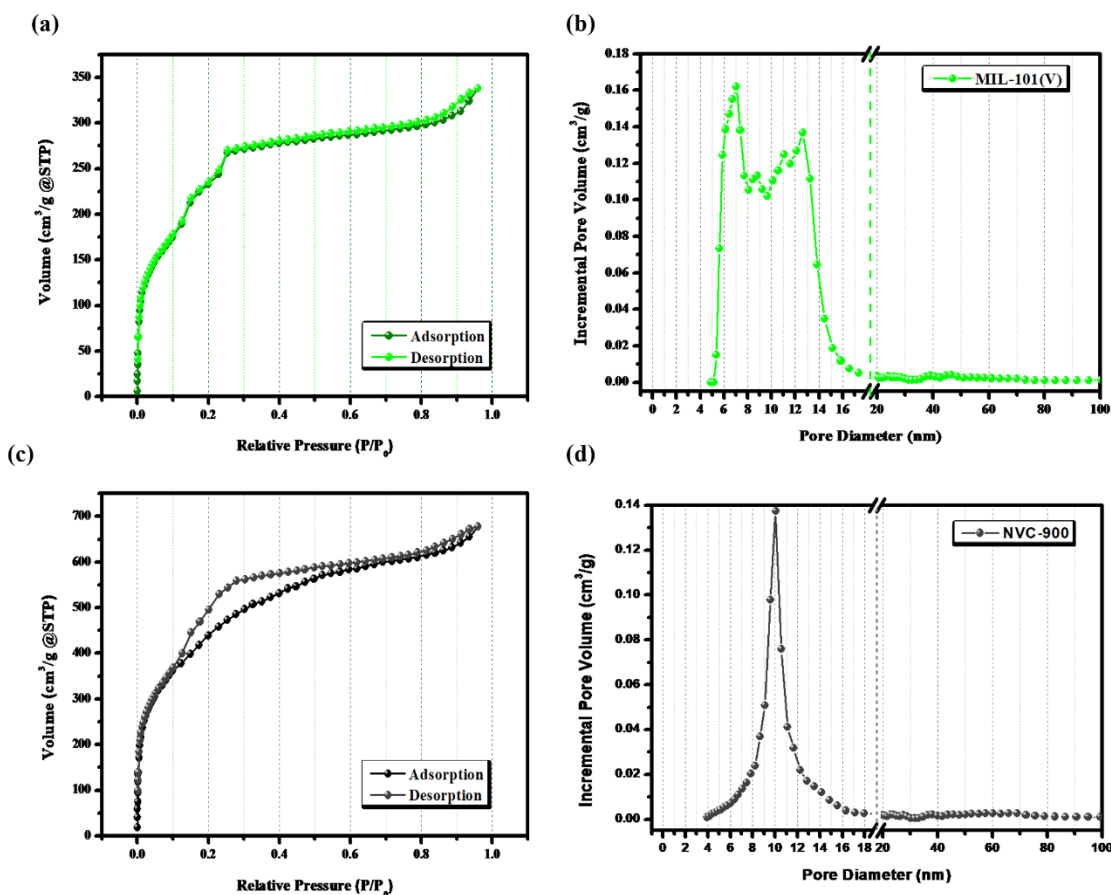 (a)
Volume (cm³/g @STP)
350
300
250
200
150
100
50
0
Adsorption
Desorption
0.0 0.2 0.4 0.6 0.8 1.0
Relative Pressure (P/P₀)
(b)
Incremental Pore Volume (cm³/g)
0.18
0.16
0.14
0.12
0.10
0.08
0.06
0.04
0.02
0.00
MIL-101(V)
0 2 4 6 8 10 12 14 16 20 40 60 80 100
Pore Diameter (nm)
(c)
Volume (cm³/g @STP)
700
600
500
400
300
200
100
0
Adsorption
Desorption
0.0 0.2 0.4 0.6 0.8 1.0
Relative Pressure (P/P₀)
(d)
Incremental Pore Volume (cm³/g)
0.14
0.12
0.10
0.08
0.06
0.04
0.02
0.00
NVC-900
0 2 4 6 8 10 12 14 16 18 20 40 60 80 100
Pore Diameter (nm)